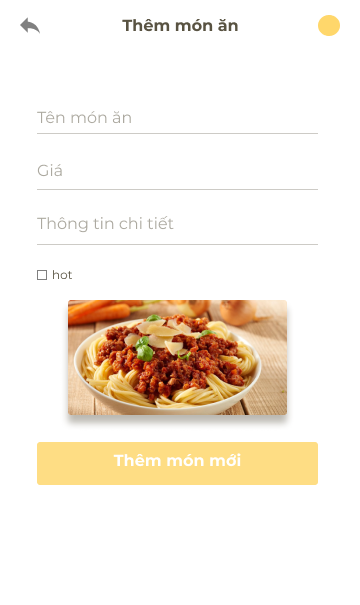 Thêm món ăn
Tên món ăn
Giá
Thông tin chi tiết
hot
Thêm món mới